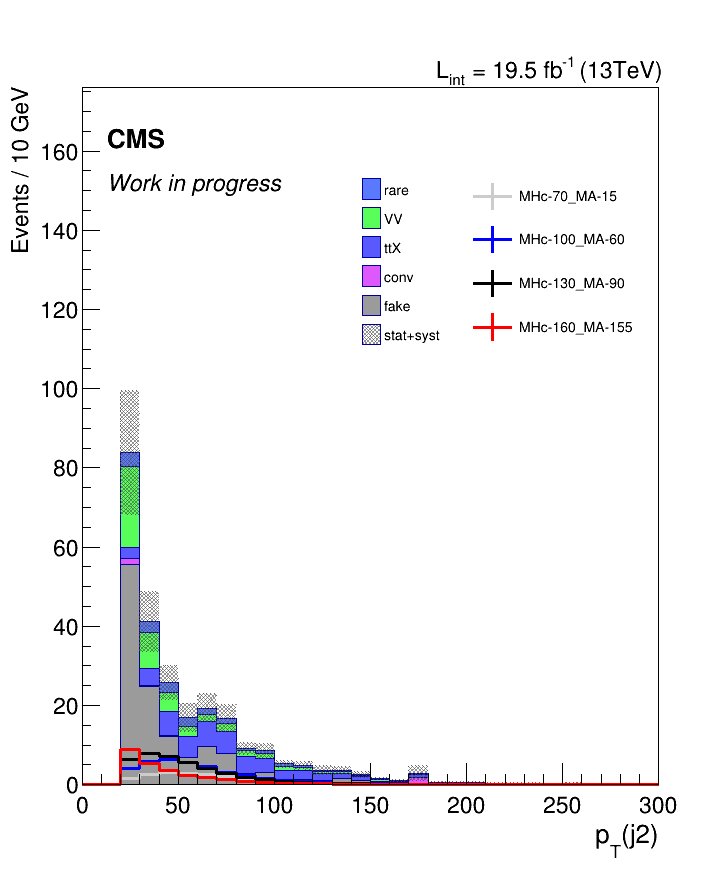 L_int = 19.5 fb^-1 (13TeV)
Events / 10 GeV
CMS
Work in progress
rare
VV
ttX
conv
fake
stat+syst
MHc-70_MA-15
MHc-100_MA-60
MHc-130_MA-90
MHc-160_MA-155
160
140
120
100
80
60
40
20
0
0 50 100 150 200 250 300
p_T(j2)